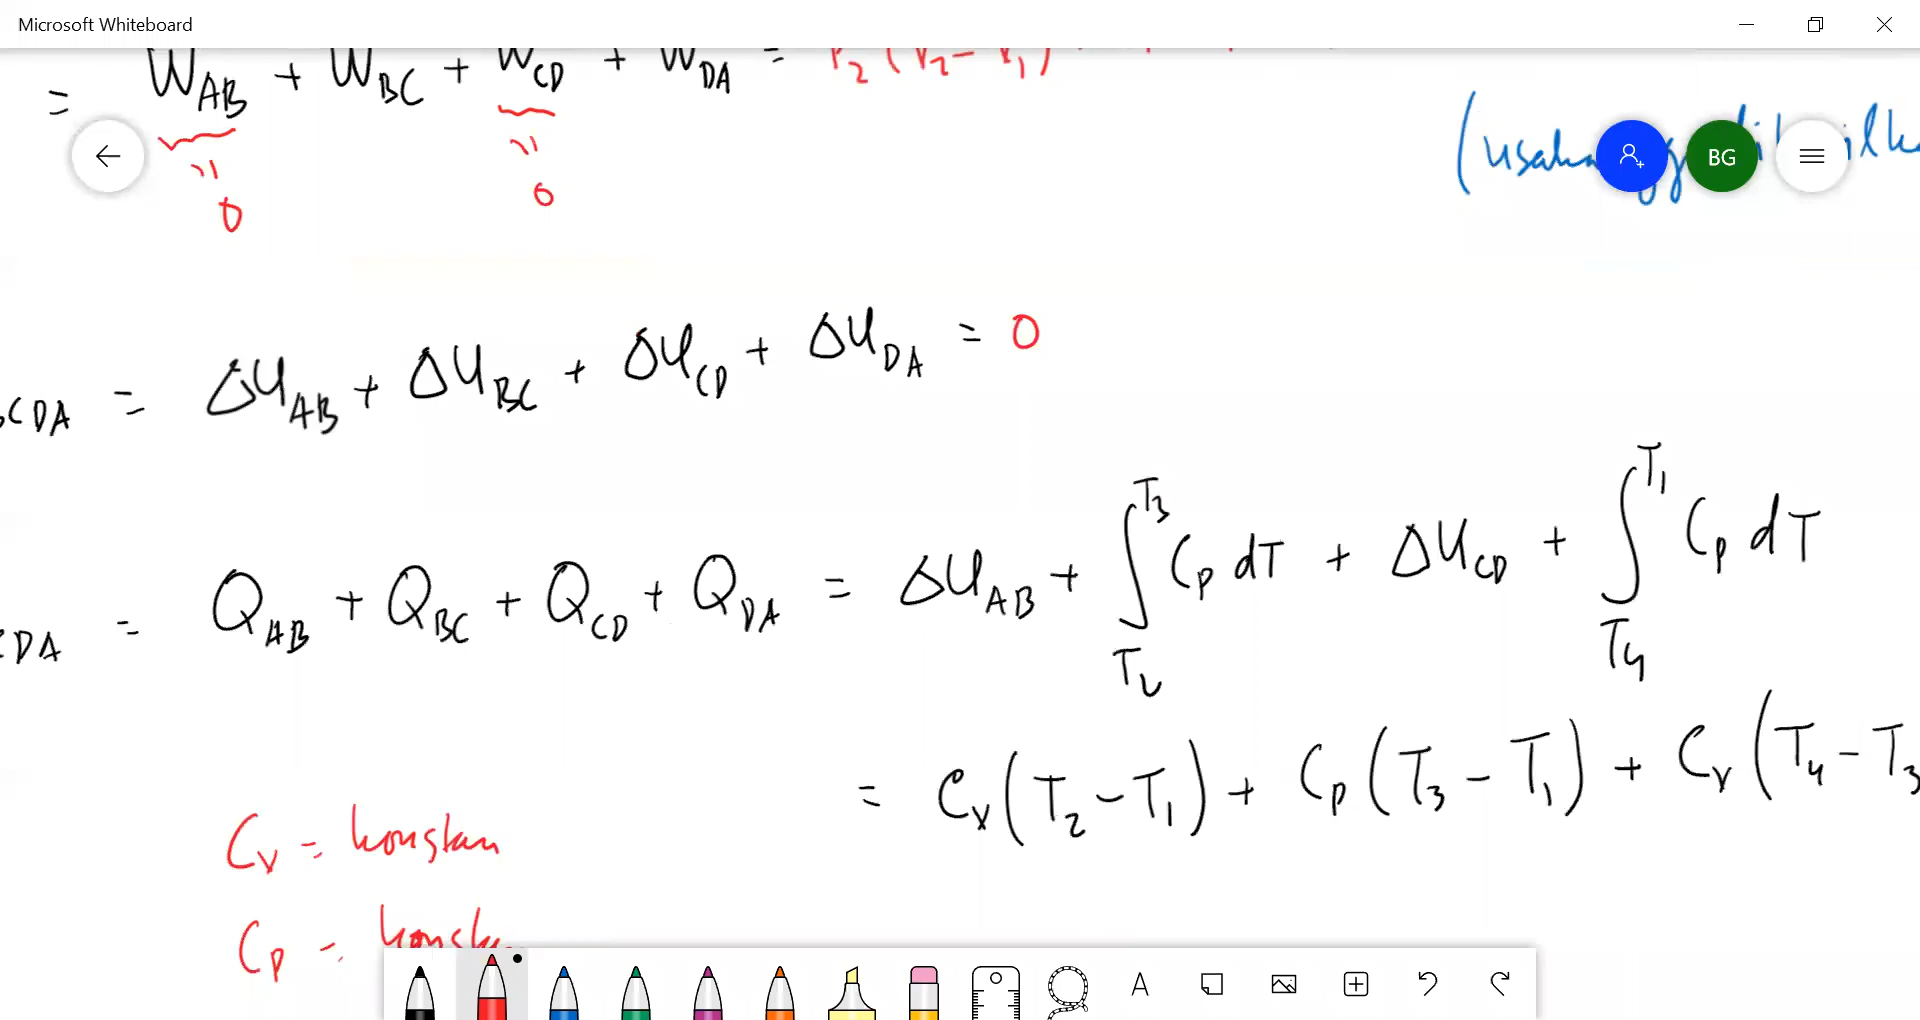 Microsoft Whiteboard
= W_AB + W_BC + W_CD + W_DA = P_2 (V_2 - V_1)
0 0
(usaha
BG
BCDA = ΔU_AB + ΔU_BC + ΔU_CD + ΔU_DA = 0
CDA = Q_AB + Q_BC + Q_CD + Q_DA = ΔU_AB + ∫_{T_2}^{T_3} C_P dT + ΔU_CD + ∫_{T_4}^{T_1} C_P dT
= C_V (T_2 - T_1) + C_P (T_3 - T_1) + C_V (T_4 - T_3
C_V = konstan
C_P = konstan
A